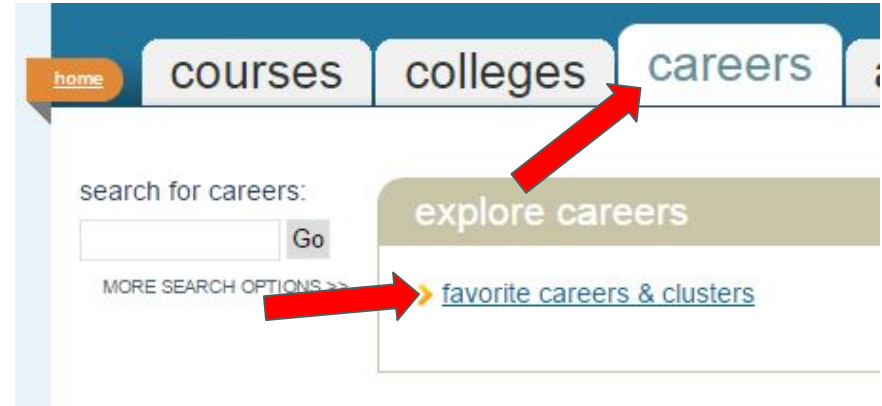 home
courses
colleges
careers
search for careers:
Go
MORE SEARCH OPTIONS >>
explore careers
favorite careers & clusters